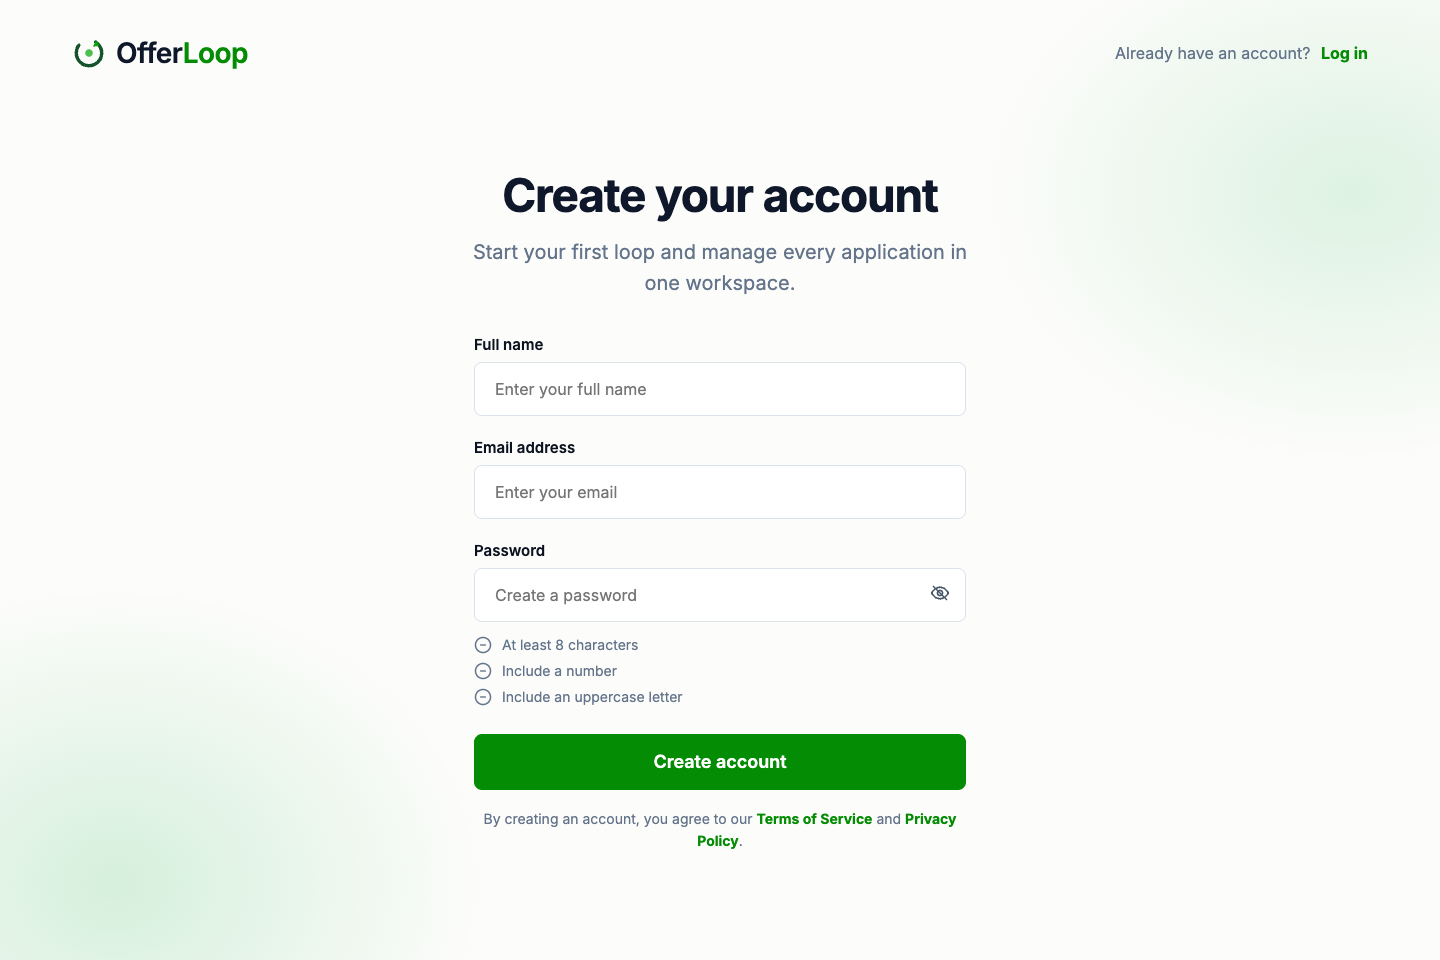 OfferLoop
Already have an account? Log in
Create your account
Start your first loop and manage every application in
one workspace.
Full name
Enter your full name
Email address
Enter your email
Password
Create a password
At least 8 characters
Include a number
Include an uppercase letter
Create account
By creating an account, you agree to our Terms of Service and Privacy
Policy.